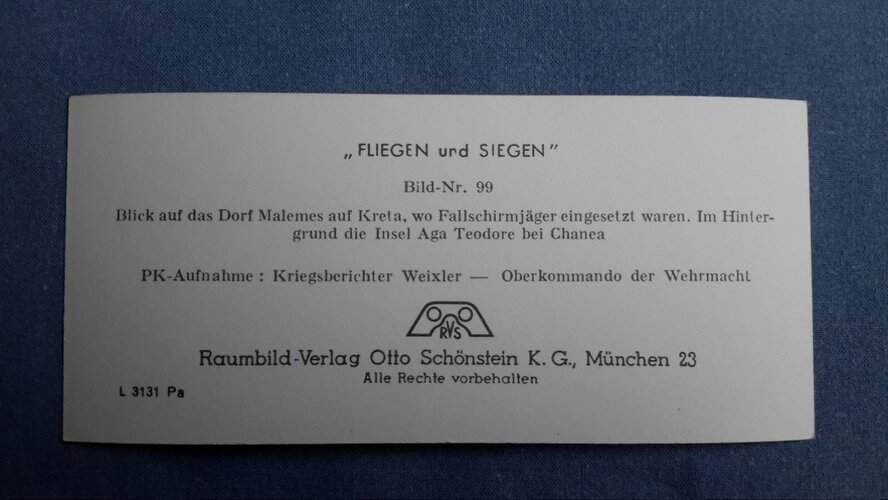 „FLIEGEN und SIEGEN"
Bild-Nr. 99
Blick auf das Dorf Malemes auf Kreta, wo Fallschirmjäger eingesetzt waren. Im Hinter-
grund die Insel Aga Teodore bei Chanea
PK-Aufnahme : Kriegsberichter Weixler — Oberkommando der Wehrmacht
RVS
Raumbild-Verlag Otto Schönstein K. G., München 23
Alle Rechte vorbehalten
L 3131 Pa